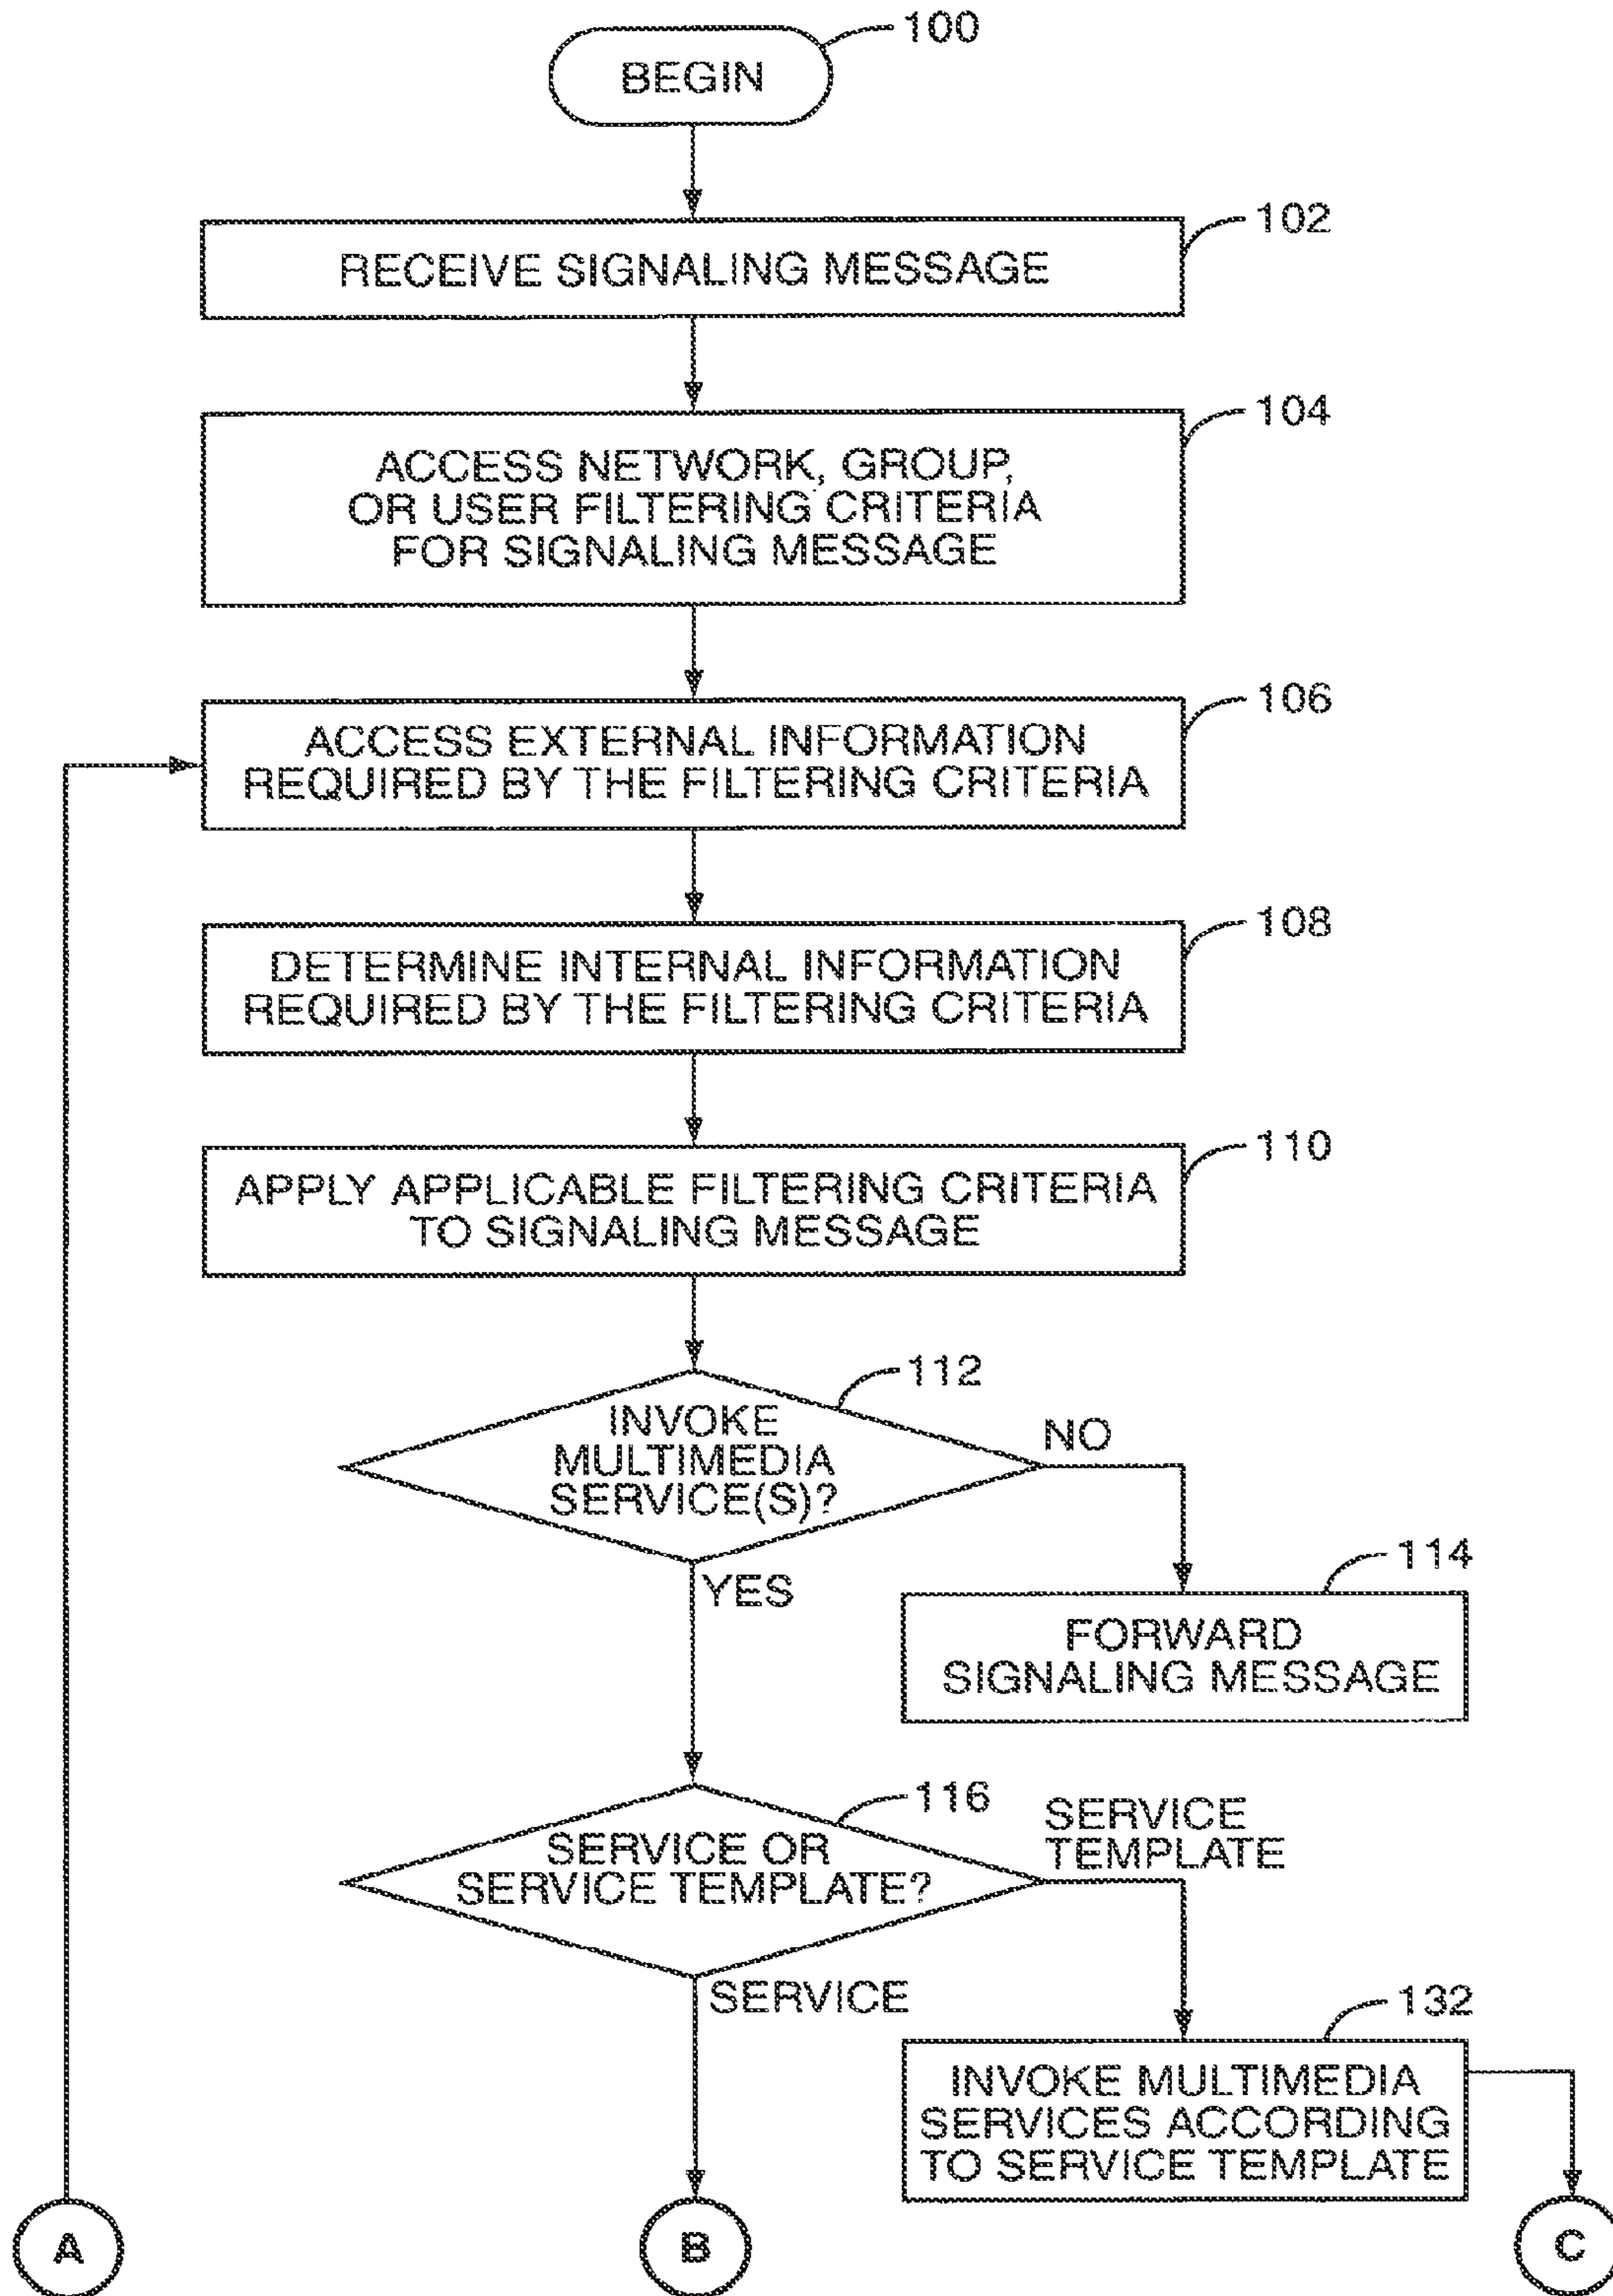 100
BEGIN
102
RECEIVE SIGNALING MESSAGE
104
ACCESS NETWORK, GROUP,
OR USER FILTERING CRITERIA
FOR SIGNALING MESSAGE
106
ACCESS EXTERNAL INFORMATION
REQUIRED BY THE FILTERING CRITERIA
108
DETERMINE INTERNAL INFORMATION
REQUIRED BY THE FILTERING CRITERIA
110
APPLY APPLICABLE FILTERING CRITERIA
TO SIGNALING MESSAGE
112
INVOKE
MULTIMEDIA
SERVICE(S)?
NO
YES
114
FORWARD
SIGNALING MESSAGE
116
SERVICE OR
SERVICE TEMPLATE?
SERVICE
TEMPLATE
SERVICE
132
INVOKE MULTIMEDIA
SERVICES ACCORDING
TO SERVICE TEMPLATE
A
B
C